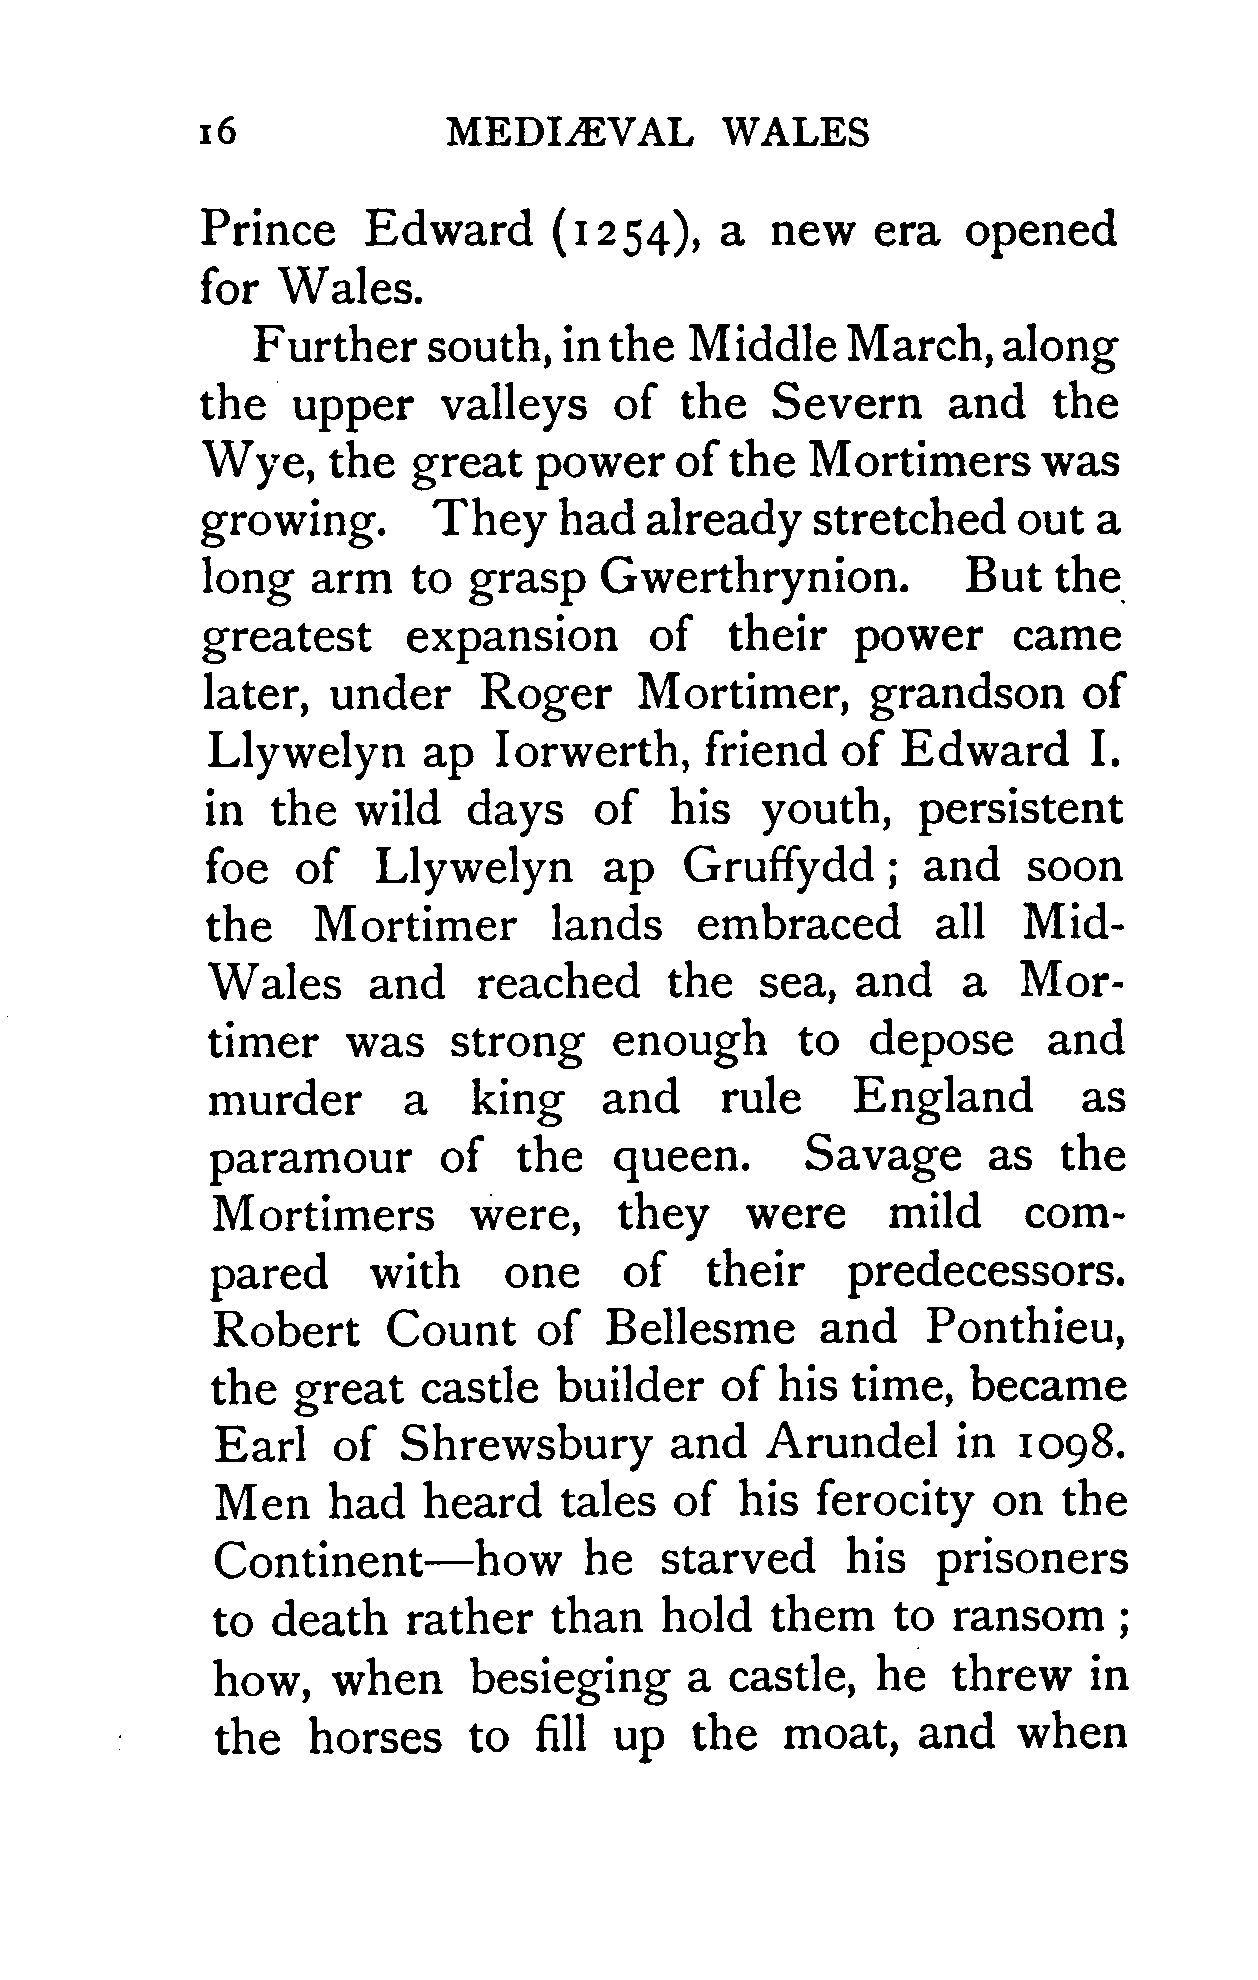 16 MEDIÆVAL WALES
Prince Edward (1254), a new era opened
for Wales.
Further south, in the Middle March, along
the upper valleys of the Severn and the
Wye, the great power of the Mortimers was
growing. They had already stretched out a
long arm to grasp Gwerthrynion. But the
greatest expansion of their power came
later, under Roger Mortimer, grandson of
Llywelyn ap Iorwerth, friend of Edward I.
in the wild days of his youth, persistent
foe of Llywelyn ap Gruffydd ; and soon
the Mortimer lands embraced all Mid-
Wales and reached the sea, and a Mor-
timer was strong enough to depose and
murder a king and rule England as
paramour of the queen. Savage as the
Mortimers were, they were mild com-
pared with one of their predecessors.
Robert Count of Bellesme and Ponthieu,
the great castle builder of his time, became
Earl of Shrewsbury and Arundel in 1098.
Men had heard tales of his ferocity on the
Continent—how he starved his prisoners
to death rather than hold them to ransom ;
how, when besieging a castle, he threw in
the horses to fill up the moat, and when